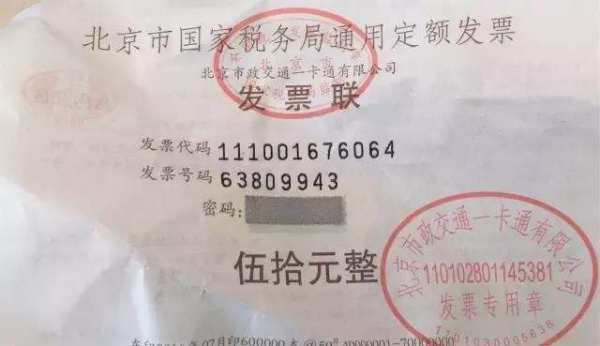 北京市国家税务局通用定额发票
北京市政交通一卡通有限公司
发票联
发票代码 111001676064
发票号码 63809943
密码:
伍拾元整
北京市政交通一卡通有限公司
110102801145381
发票专用章